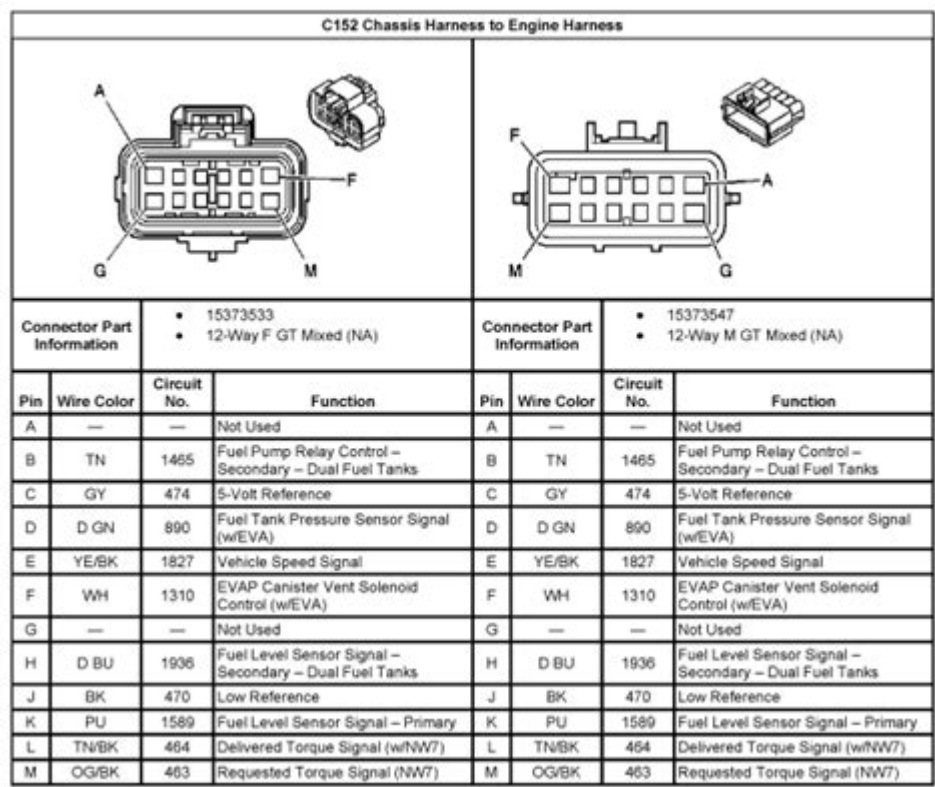 C152 Chassis Harness to Engine Harness
A
F
G
M
F
A
M
G
Connector Part Information
• 15373533
• 12-Way F GT Mixed (NA)
Connector Part Information
• 15373547
• 12-Way M GT Mixed (NA)
Pin Wire Color Circuit No. Function Pin Wire Color Circuit No. Function
A — — Not Used A — — Not Used
B TN 1465 Fuel Pump Relay Control – Secondary – Dual Fuel Tanks B TN 1465 Fuel Pump Relay Control – Secondary – Dual Fuel Tanks
C GY 474 5-Volt Reference C GY 474 5-Volt Reference
D D GN 890 Fuel Tank Pressure Sensor Signal (w/EVA) D D GN 890 Fuel Tank Pressure Sensor Signal (w/EVA)
E YE/BK 1827 Vehicle Speed Signal E YE/BK 1827 Vehicle Speed Signal
F WH 1310 EVAP Canister Vent Solenoid Control (w/EVA) F WH 1310 EVAP Canister Vent Solenoid Control (w/EVA)
G — — Not Used G — — Not Used
H D BU 1936 Fuel Level Sensor Signal – Secondary – Dual Fuel Tanks H D BU 1936 Fuel Level Sensor Signal – Secondary – Dual Fuel Tanks
J BK 470 Low Reference J BK 470 Low Reference
K PU 1589 Fuel Level Sensor Signal – Primary K PU 1589 Fuel Level Sensor Signal – Primary
L TN/BK 464 Delivered Torque Signal (w/NW7) L TN/BK 464 Delivered Torque Signal (w/NW7)
M OG/BK 463 Requested Torque Signal (NW7) M OG/BK 463 Requested Torque Signal (NW7)